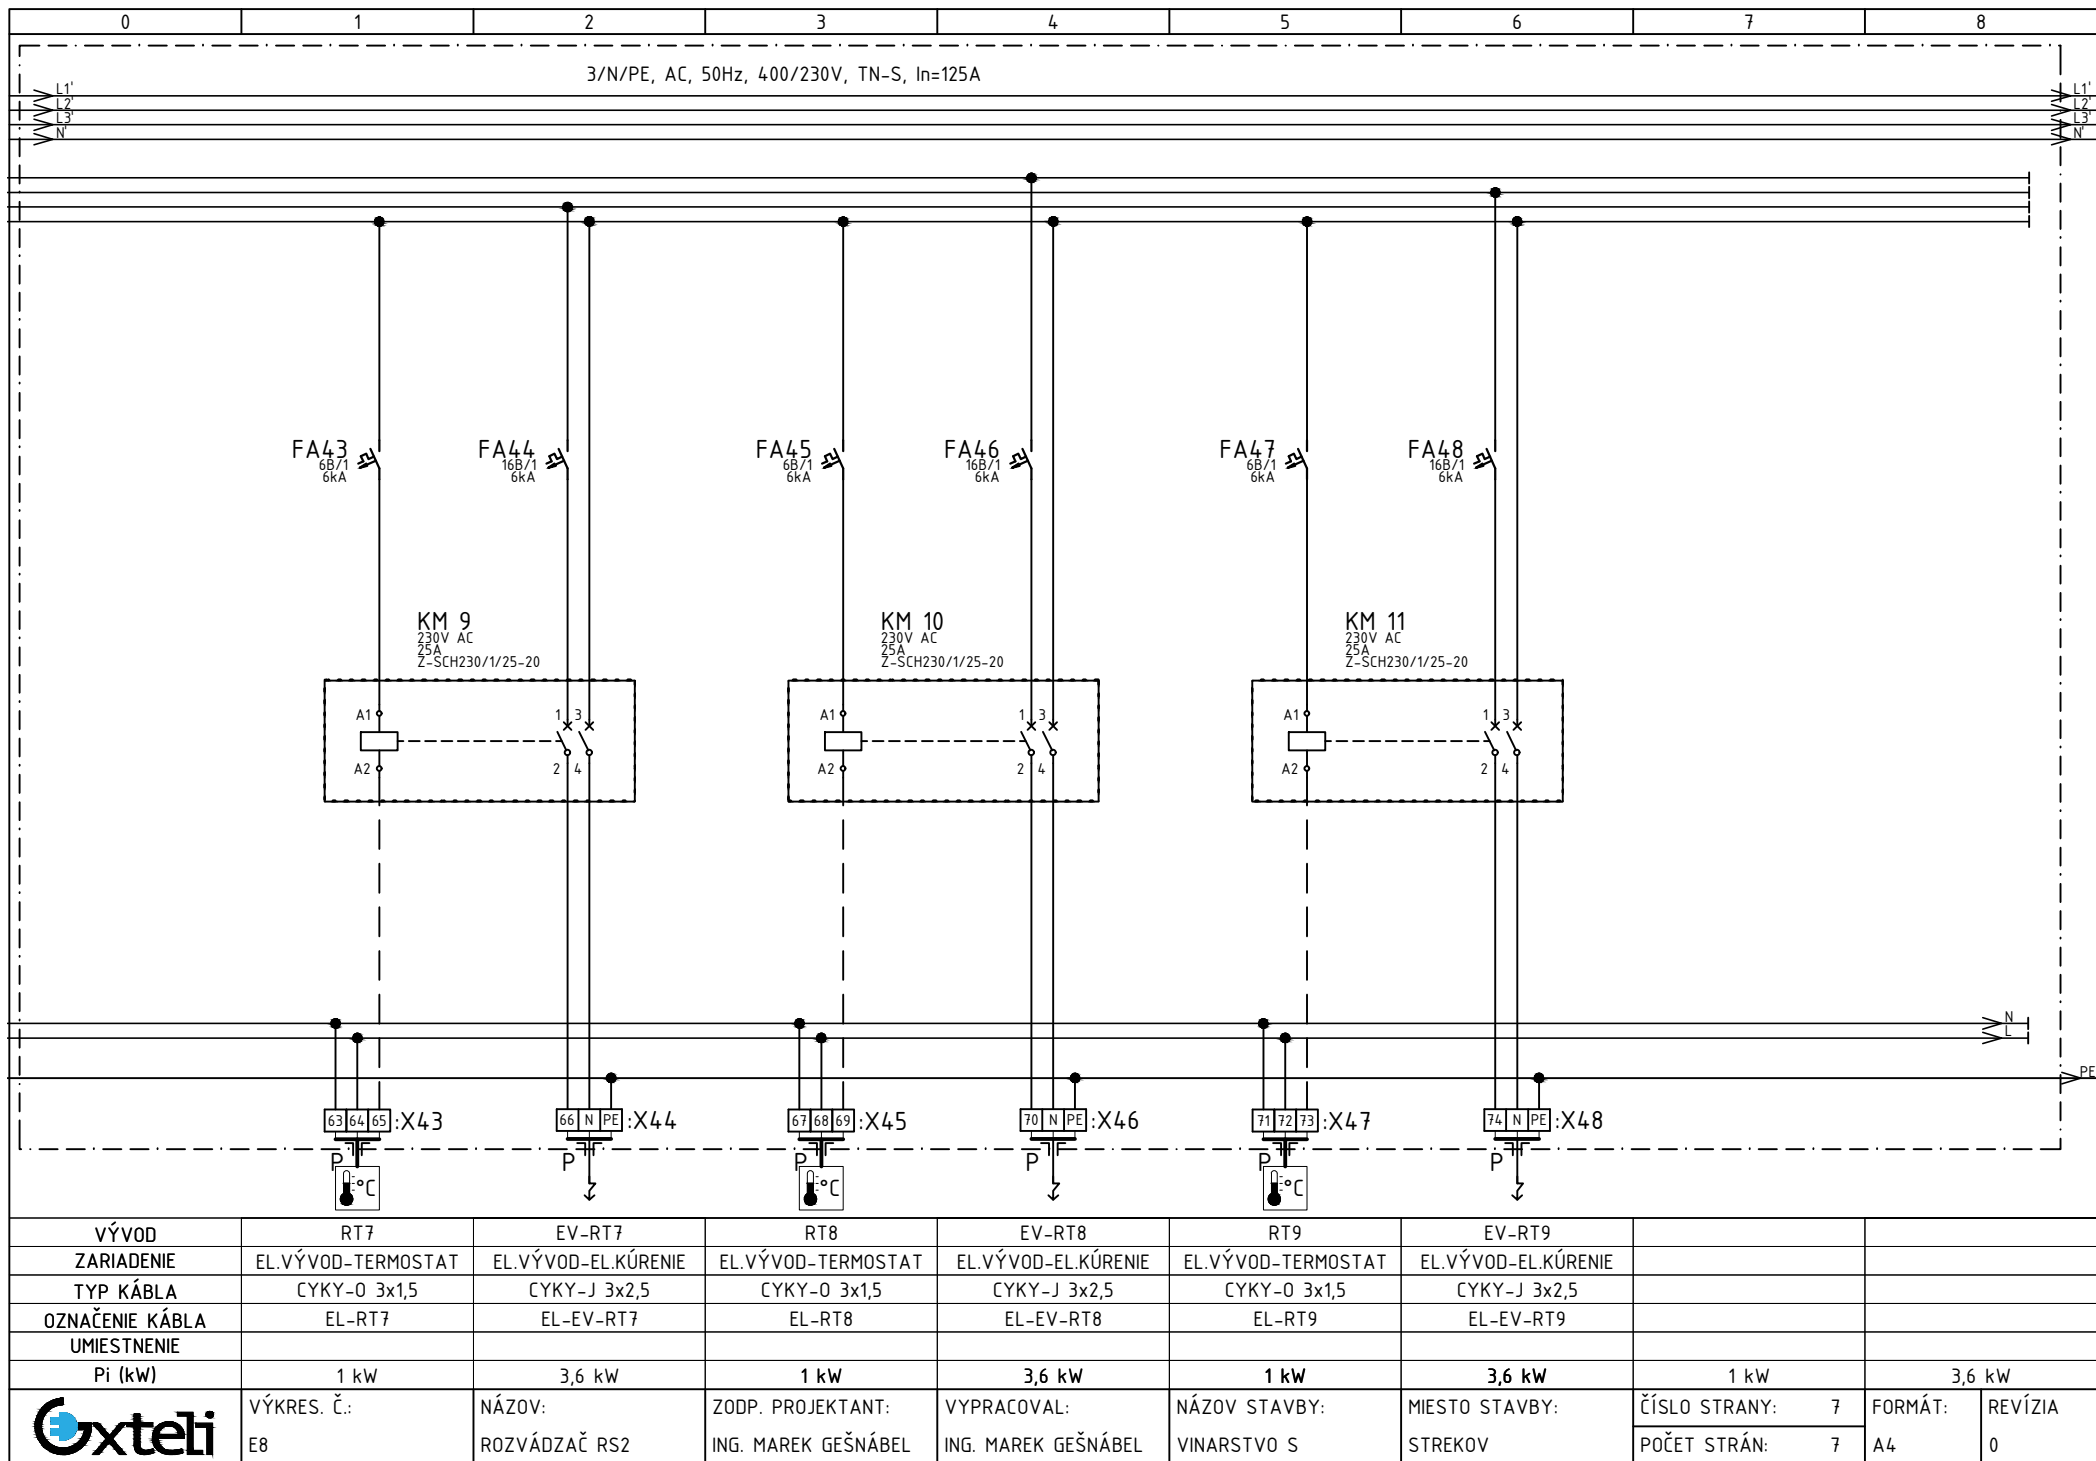 0 1 2 3 4 5 6 7 8
3/N/PE, AC, 50Hz, 400/230V, TN-S, In=125A
L1' L1'
L2' L2'
L3' L3'
N' N'
FA43 FA44 FA45 FA46 FA47 FA48
6B/1 16B/1 6B/1 16B/1 6B/1 16B/1
6kA 6kA 6kA 6kA 6kA 6kA
KM 9 KM 10 KM 11
230V AC 230V AC 230V AC
25A 25A 25A
Z-SCH230/1/25-20 Z-SCH230/1/25-20 Z-SCH230/1/25-20
A1 1 3 A1 1 3 A1 1 3
A2 2 4 A2 2 4 A2 2 4
N
L
PE
63 64 65 :X43 66 N PE :X44 67 68 69 :X45 70 N PE :X46 71 72 73 :X47 74 N PE :X48
P P P P P P
°C °C °C
VÝVOD RT7 EV-RT7 RT8 EV-RT8 RT9 EV-RT9
ZARIADENIE EL.VÝVOD-TERMOSTAT EL.VÝVOD-EL.KÚRENIE EL.VÝVOD-TERMOSTAT EL.VÝVOD-EL.KÚRENIE EL.VÝVOD-TERMOSTAT EL.VÝVOD-EL.KÚRENIE
TYP KÁBLA CYKY-O 3x1,5 CYKY-J 3x2,5 CYKY-O 3x1,5 CYKY-J 3x2,5 CYKY-O 3x1,5 CYKY-J 3x2,5
OZNAČENIE KÁBLA EL-RT7 EL-EV-RT7 EL-RT8 EL-EV-RT8 EL-RT9 EL-EV-RT9
UMIESTNENIE
Pi (kW) 1 kW 3,6 kW 1 kW 3,6 kW 1 kW 3,6 kW 1 kW 3,6 kW
exteli
VÝKRES. Č.: NÁZOV: ZODP. PROJEKTANT: VYPRACOVAL: NÁZOV STAVBY: MIESTO STAVBY: ČÍSLO STRANY: 7 FORMÁT: REVÍZIA
E8 ROZVÁDZAČ RS2 ING. MAREK GEŠNÁBEL ING. MAREK GEŠNÁBEL VINARSTVO S STREKOV POČET STRÁN: 7 A4 0